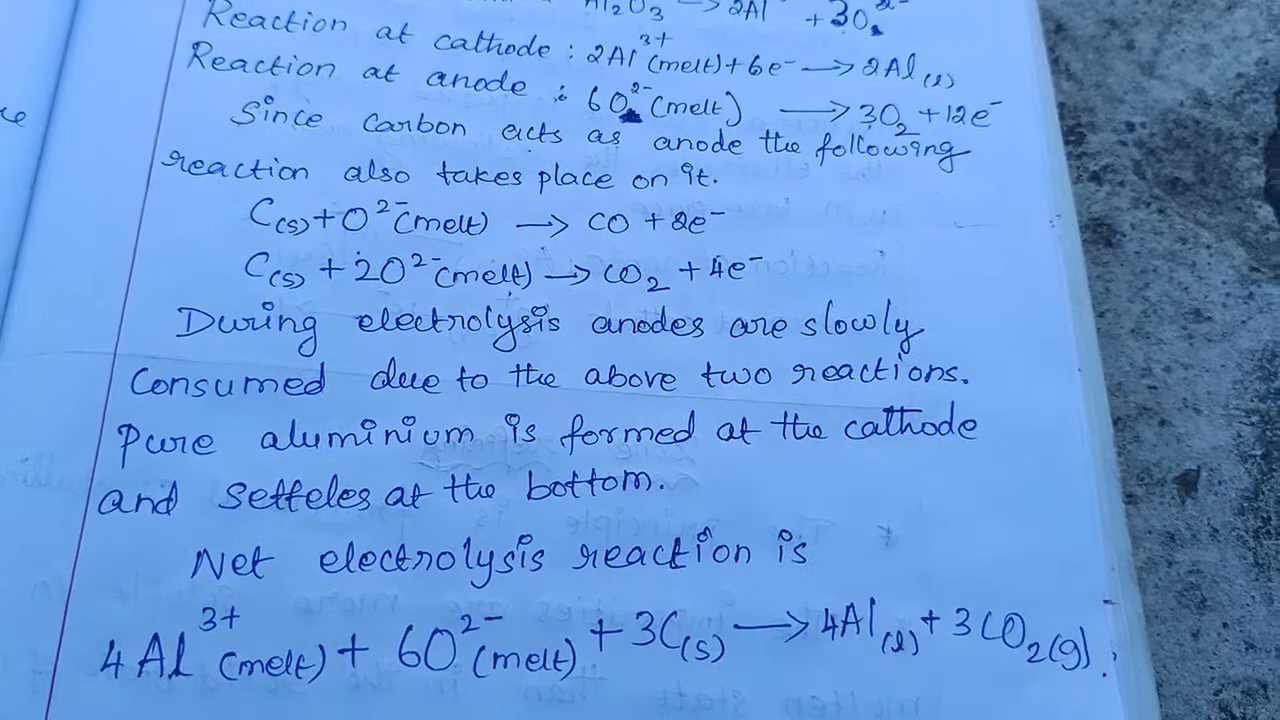 Al₂O₃ → 2Al + 3O²⁻
Reaction at cathode : 2Al³⁺(melt) + 6e⁻ → 2Al(l)
Reaction at anode : 6O²⁻(melt) → 3O₂ + 12e⁻
Since carbon acts as anode the following
reaction also takes place on it.
C(s) + O²⁻(melt) → CO + 2e⁻
C(s) + 2O²⁻(melt) → CO₂ + 4e⁻
During electrolysis anodes are slowly
consumed due to the above two reactions.
Pure aluminium is formed at the cathode
and setteles at the bottom.
Net electrolysis reaction is
4Al³⁺(melt) + 6O²⁻(melt) + 3C(s) → 4Al(l) + 3CO₂(g).